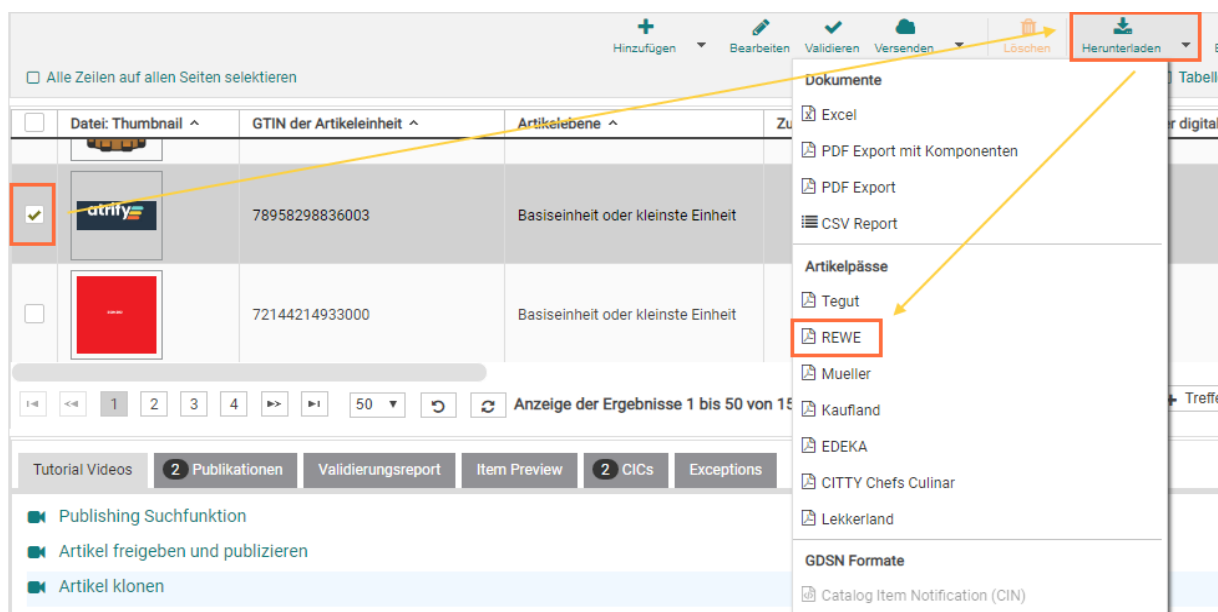 Hinzufügen
Bearbeiten
Validieren
Versenden
Löschen
Herunterladen
Alle Zeilen auf allen Seiten selektieren
Datei: Thumbnail
GTIN der Artikeleinheit
Artikelebene
Zu
er digital
atrify
78958298836003
Basiseinheit oder kleinste Einheit
72144214933000
Basiseinheit oder kleinste Einheit
1 2 3 4
50
Anzeige der Ergebnisse 1 bis 50 von 15
Treffe
Tutorial Videos
2 Publikationen
Validierungsreport
Item Preview
2 CICs
Exceptions
Publishing Suchfunktion
Artikel freigeben und publizieren
Artikel klonen
Dokumente
Excel
PDF Export mit Komponenten
PDF Export
CSV Report
Artikelpässe
Tegut
REWE
Mueller
Kaufland
EDEKA
CITTY Chefs Culinar
Lekkerland
GDSN Formate
Catalog Item Notification (CIN)